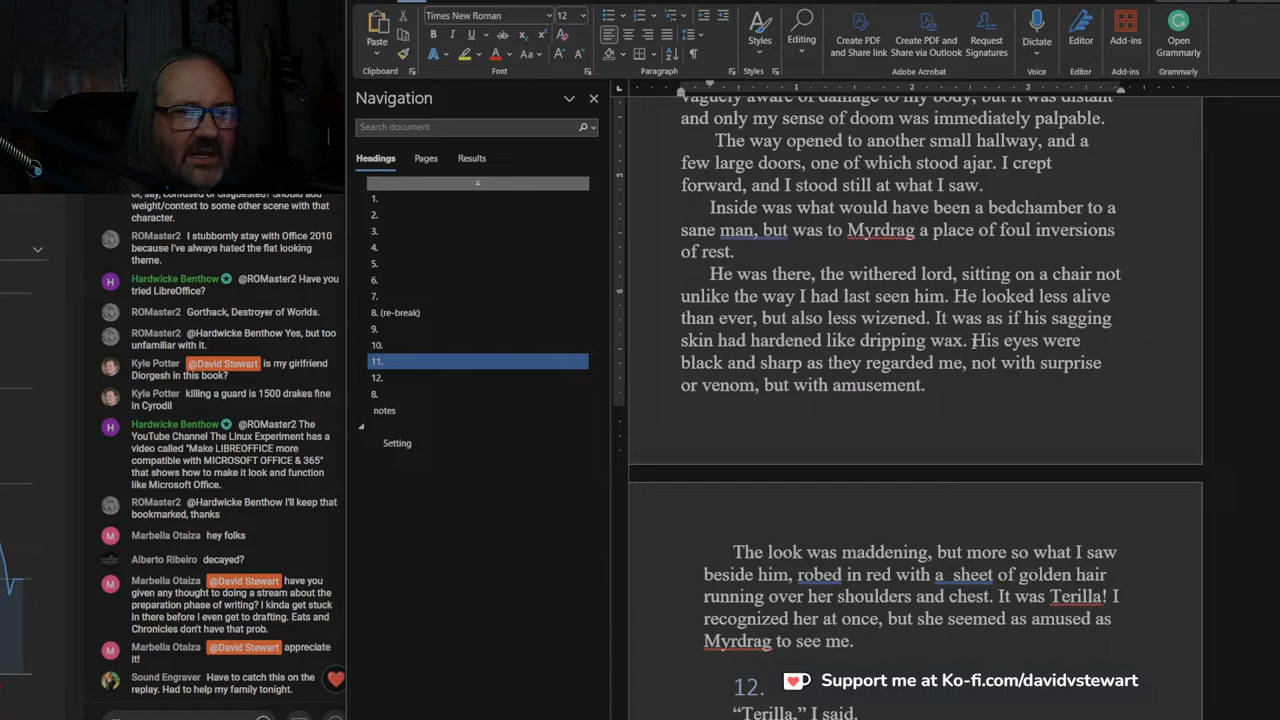 Times New Roman
12
Paste
Clipboard
Font
Paragraph
Styles
Styles
Editing
Create PDF
and Share link
Create PDF and
Share via Outlook
Request
Signatures
Adobe Acrobat
Dictate
Voice
Editor
Editor
Add-ins
Add-ins
Open
Grammarly
Grammarly
Navigation
Search document
Headings
Pages
Results
1.
2.
3.
4.
5.
6.
7.
8. (re-break)
9.
10.
11.
12.
8.
notes
Setting
or, say, confused or disgusted? Should add
weight/context to some other scene with that
character.
ROMaster2 I stubbornly stay with Office 2010
because I've always hated the flat looking
theme.
Hardwicke Benthow @ROMaster2 Have you
tried LibreOffice?
ROMaster2 Gorthack, Destroyer of Worlds.
ROMaster2 @Hardwicke Benthow Yes, but too
unfamiliar with it
Kyle Potter @David Stewart is my girlfriend
Diorgesh in this book?
Kyle Potter killing a guard is 1500 drakes fine
in Cyrodil
Hardwicke Benthow @ROMaster2 The
YouTube Channel The Linux Experiment has a
video called "Make LIBREOFFICE more
compatible with MICROSOFT OFFICE & 365"
that shows how to make it look and function
like Microsoft Office.
ROMaster2 @Hardwicke Benthow I'll keep that
bookmarked, thanks
Marbella Otaiza hey folks
Alberto Ribeiro decayed?
Marbella Otaiza @David Stewart have you
given any thought to doing a stream about the
preparation phase of writing? I kinda get stuck
in there before I even get to drafting. Eats and
Chronicles don't have that prob.
Marbella Otaiza @David Stewart appreciate
it!
Sound Engraver Have to catch this on the
replay. Had to help my family tonight.
1
2
3
5
6
vaguely aware of damage to my body, but it was distant
and only my sense of doom was immediately palpable.
The way opened to another small hallway, and a
few large doors, one of which stood ajar. I crept
forward, and I stood still at what I saw.
Inside was what would have been a bedchamber to a
sane man, but was to Myrdrag a place of foul inversions
of rest.
He was there, the withered lord, sitting on a chair not
unlike the way I had last seen him. He looked less alive
than ever, but also less wizened. It was as if his sagging
skin had hardened like dripping wax. His eyes were
black and sharp as they regarded me, not with surprise
or venom, but with amusement.
The look was maddening, but more so what I saw
beside him, robed in red with a  sheet of golden hair
running over her shoulders and chest. It was Terilla! I
recognized her at once, but she seemed as amused as
Myrdrag to see me.
12.
“Terilla,” I said.
Support me at Ko-fi.com/davidvstewart